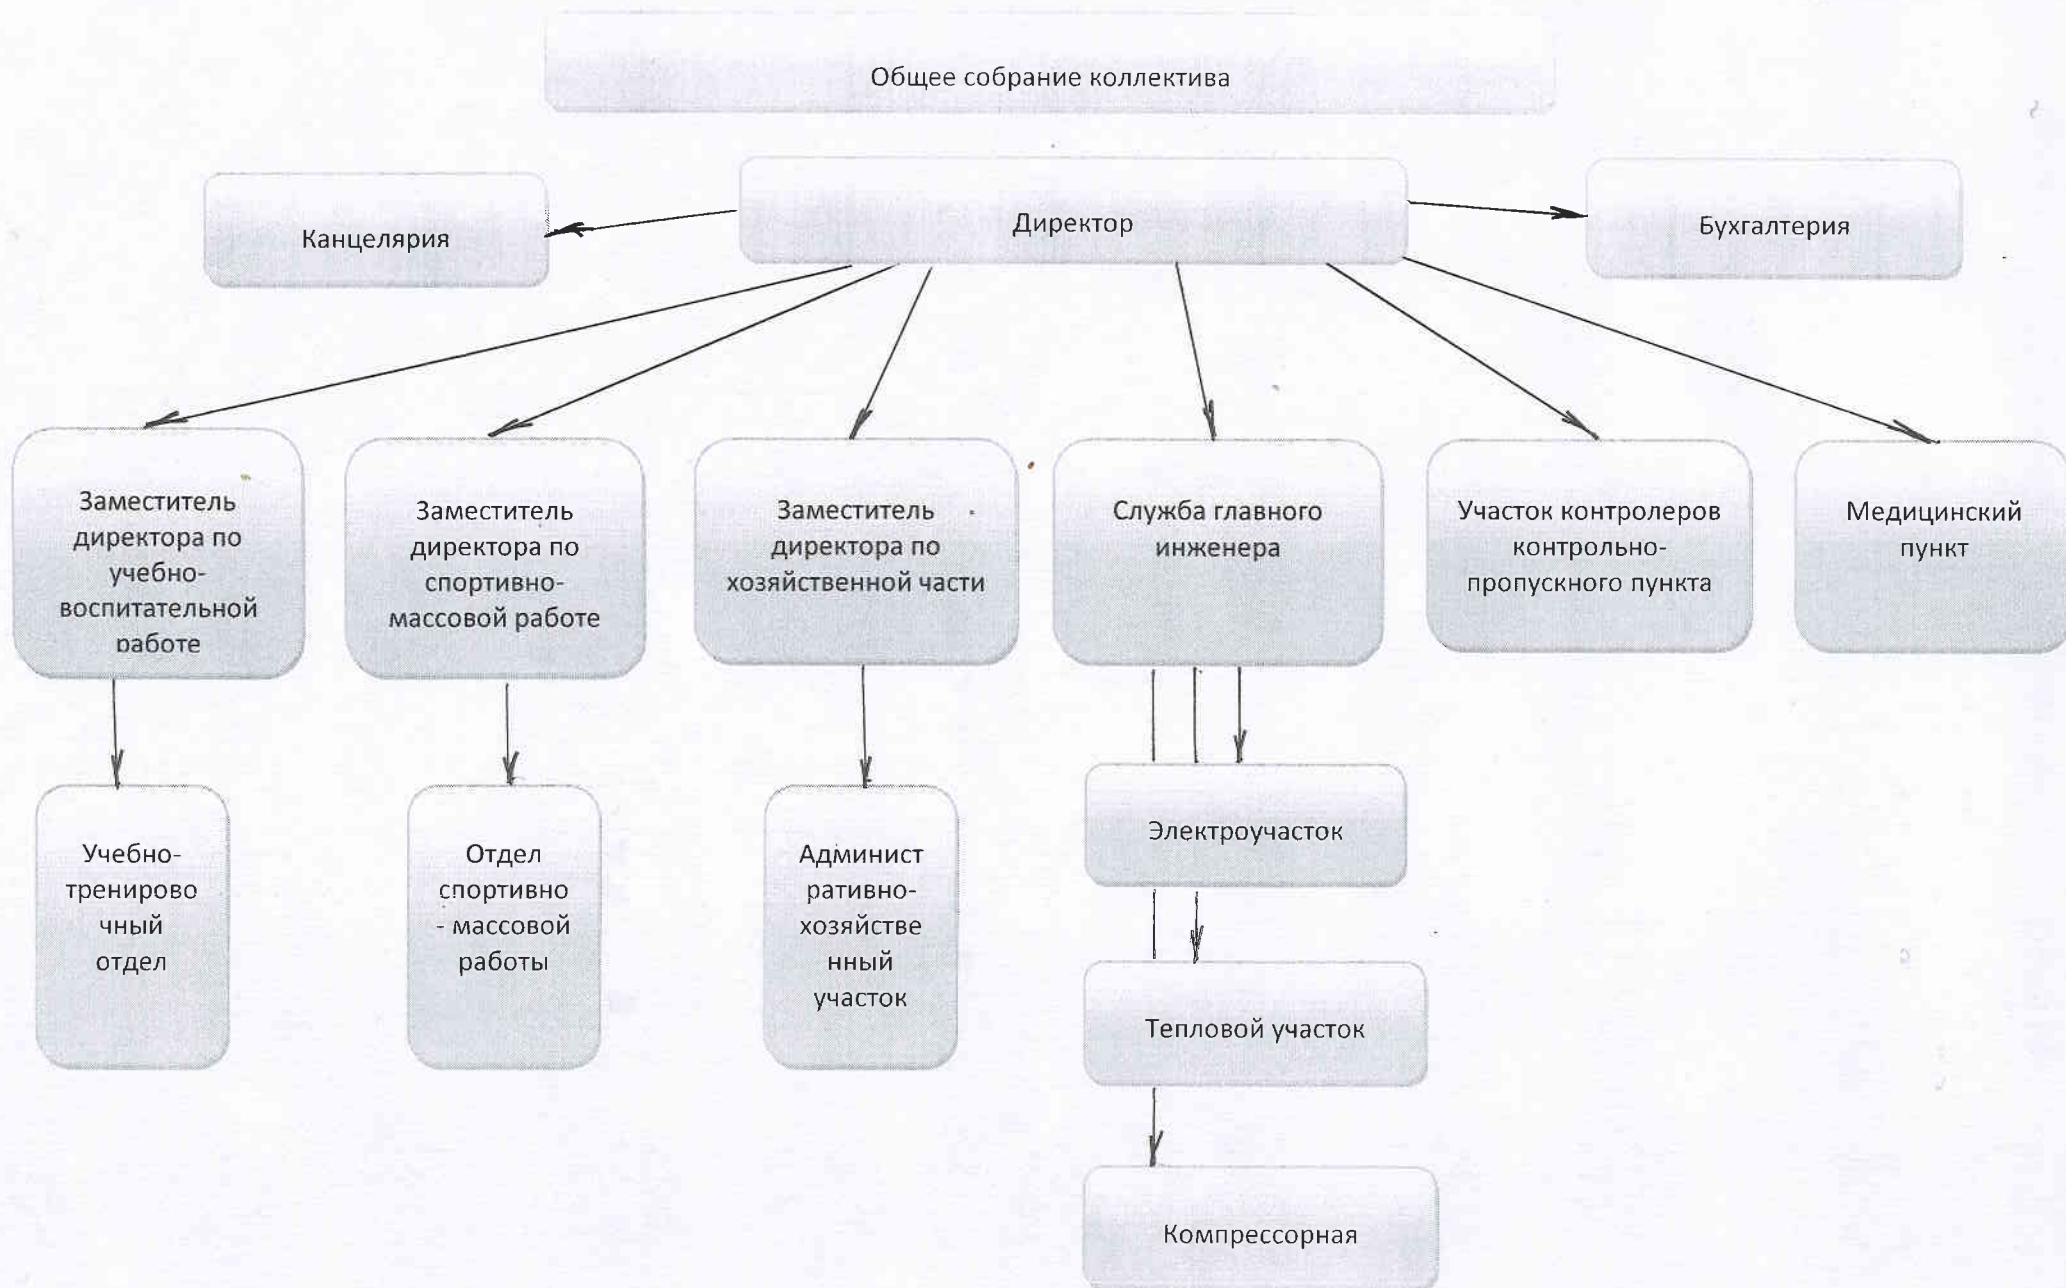 Общее собрание коллектива
Канцелярия
Директор
Бухгалтерия
Заместитель
директора по
учебно-
воспитательной
работе
Заместитель
директора по
спортивно-
массовой работе
Заместитель
директора по
хозяйственной части
Служба главного
инженера
Участок контролеров
контрольно-
пропускного пункта
Медицинский
пункт
Учебно-
тренирово
чный
отдел
Отдел
спортивно
- массовой
работы
Админист
ративно-
хозяйстве
нный
участок
Электроучасток
Тепловой участок
Компрессорная